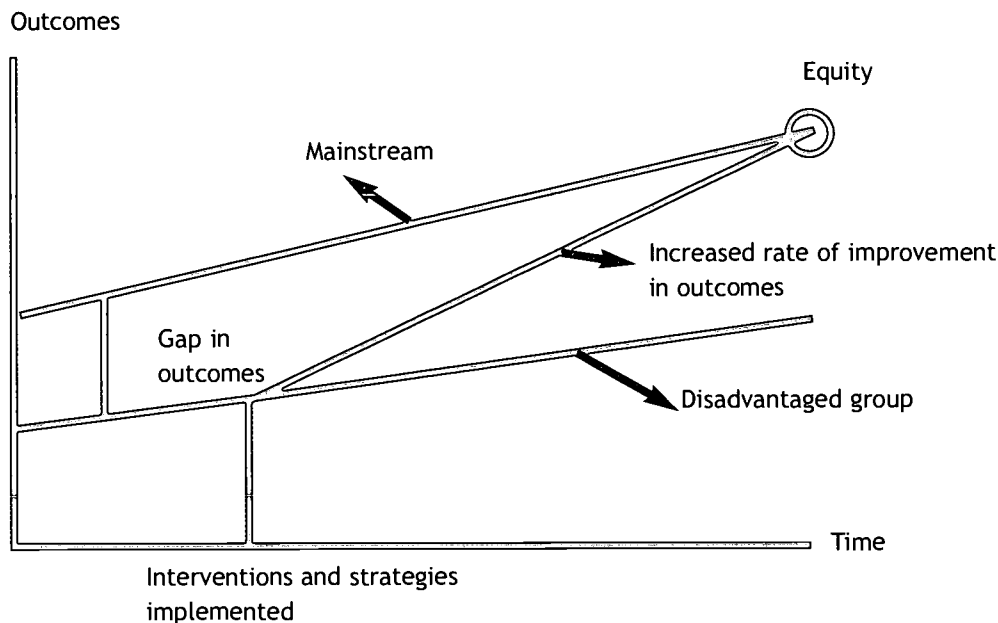 Outcomes
Equity
Mainstream
Increased rate of improvement
in outcomes
Gap in
outcomes
Disadvantaged group
Time
Interventions and strategies
implemented